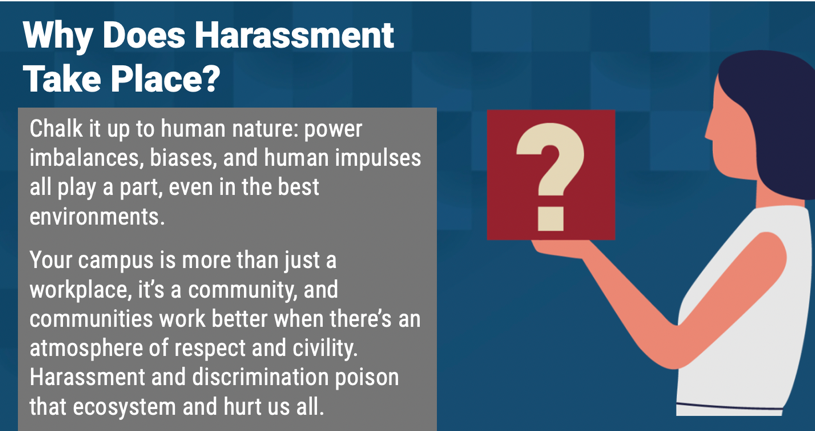 Why Does Harassment
Take Place?
Chalk it up to human nature: power
imbalances, biases, and human impulses
all play a part, even in the best
environments.
Your campus is more than just a
workplace, it’s a community, and
communities work better when there’s an
atmosphere of respect and civility.
Harassment and discrimination poison
that ecosystem and hurt us all.
?